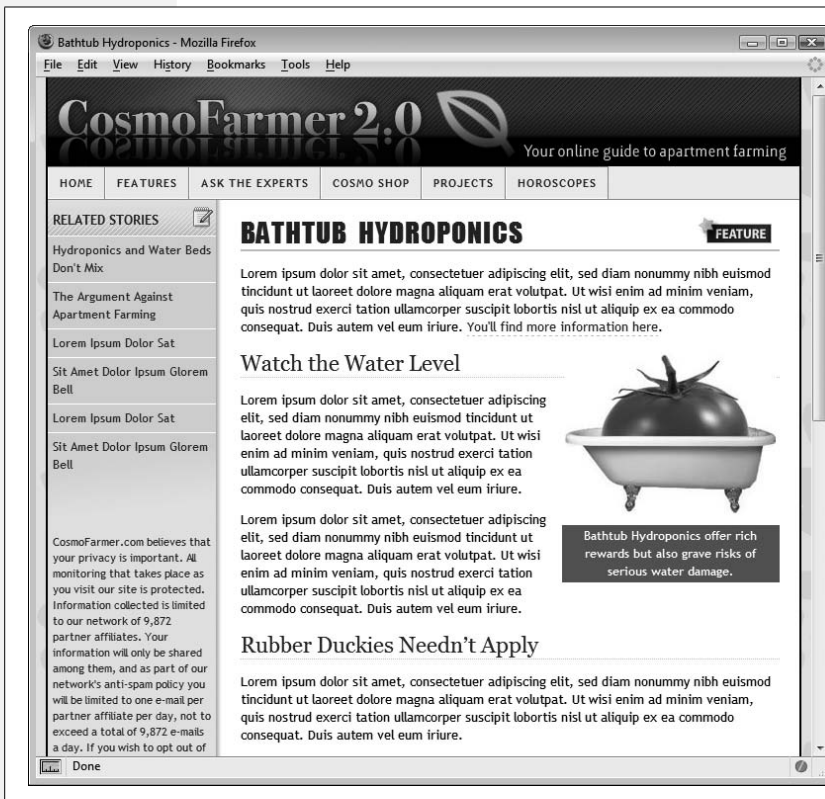 Bathtub Hydroponics - Mozilla Firefox
File Edit View History Bookmarks Tools Help
CosmoFarmer 2.0
Your online guide to apartment farming
HOME FEATURES ASK THE EXPERTS COSMO SHOP PROJECTS HOROSCOPES
RELATED STORIES
Hydroponics and Water Beds
Don't Mix
The Argument Against
Apartment Farming
Lorem Ipsum Dolor Sat
Sit Amet Dolor Ipsum Glorem
Bell
Lorem Ipsum Dolor Sat
Sit Amet Dolor Ipsum Glorem
Bell
CosmoFarmer.com believes that
your privacy is important. All
monitoring that takes place as
you visit our site is protected.
Information collected is limited
to our network of 9,872
partner affiliates. Your
information will only be shared
among them, and as part of our
network's anti-spam policy you
will be limited to one e-mail per
partner affiliate per day, not to
exceed a total of 9,872 e-mails
a day. If you wish to opt out of
BATHTUB HYDROPONICS
FEATURE
Lorem ipsum dolor sit amet, consectetuer adipiscing elit, sed diam nonummy nibh euismod
tincidunt ut laoreet dolore magna aliquam erat volutpat. Ut wisi enim ad minim veniam,
quis nostrud exerci tation ullamcorper suscipit lobortis nisl ut aliquip ex ea commodo
consequat. Duis autem vel eum iriure. You'll find more information here.
Watch the Water Level
Lorem ipsum dolor sit amet, consectetuer adipiscing
elit, sed diam nonummy nibh euismod tincidunt ut
laoreet dolore magna aliquam erat volutpat. Ut wisi
enim ad minim veniam, quis nostrud exerci tation
ullamcorper suscipit lobortis nisl ut aliquip ex ea
commodo consequat. Duis autem vel eum iriure.
Lorem ipsum dolor sit amet, consectetuer adipiscing
elit, sed diam nonummy nibh euismod tincidunt ut
laoreet dolore magna aliquam erat volutpat. Ut wisi
enim ad minim veniam, quis nostrud exerci tation
ullamcorper suscipit lobortis nisl ut aliquip ex ea
commodo consequat. Duis autem vel eum iriure.
Bathtub Hydroponics offer rich
rewards but also grave risks of
serious water damage.
Rubber Duckies Needn't Apply
Lorem ipsum dolor sit amet, consectetuer adipiscing elit, sed diam nonummy nibh euismod
tincidunt ut laoreet dolore magna aliquam erat volutpat. Ut wisi enim ad minim veniam,
quis nostrud exerci tation ullamcorper suscipit lobortis nisl ut aliquip ex ea commodo
consequat. Duis autem vel eum iriure.
Done